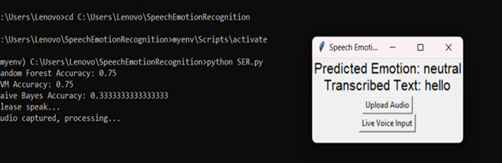 :\Users\Lenovo>cd C:\Users\Lenovo\SpeechEmotionRecognition
:\Users\Lenovo\SpeechEmotionRecognition>myenv\Scripts\activate
myenv) C:\Users\Lenovo\SpeechEmotionRecognition>python SER.py
andom Forest Accuracy: 0.75
VM Accuracy: 0.75
aive Bayes Accuracy: 0.3333333333333333
lease speak...
udio captured, processing...
Speech Emoti...
Predicted Emotion: neutral
Transcribed Text: hello
Upload Audio
Live Voice Input